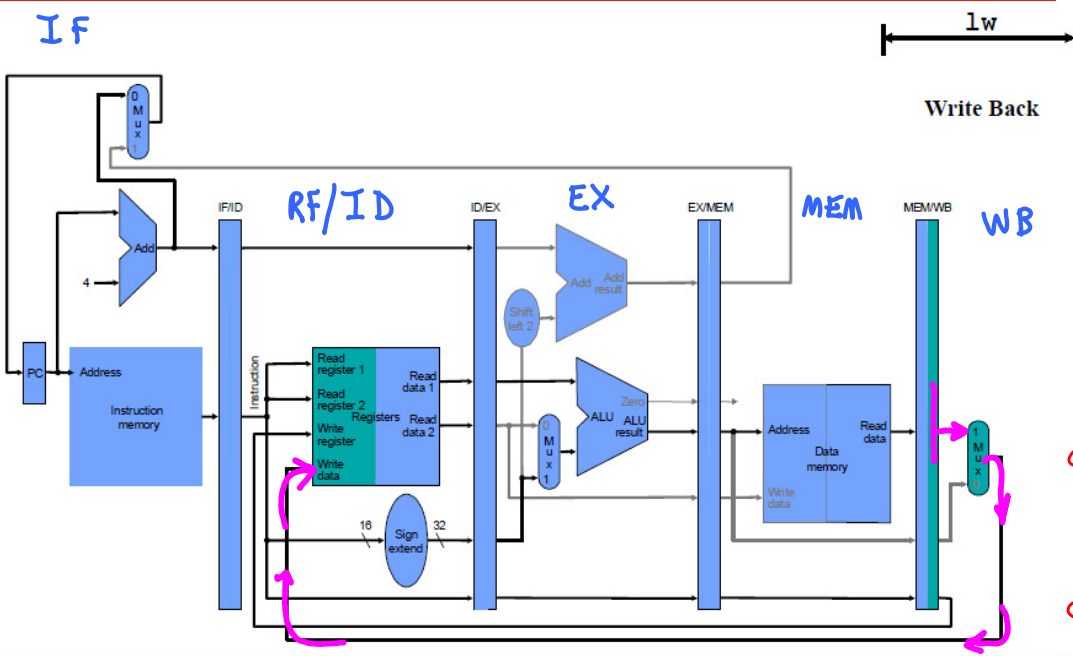 IF
lw
Write Back
0
M
u
x
1
IF/ID
RF/ID
ID/EX
EX
EX/MEM
MEM
MEM/WB
WB
Add
4
Add
Add
result
Shift
left 2
PC
Address
Instruction
memory
Instruction
Read
register 1
Read
register 2
Write
register
Write
data
Registers
Read
data 1
Read
data 2
0
M
u
x
1
Zero
ALU
ALU
result
Address
Read
data
Data
memory
Write
data
1
M
u
x
0
16
Sign
extend
32